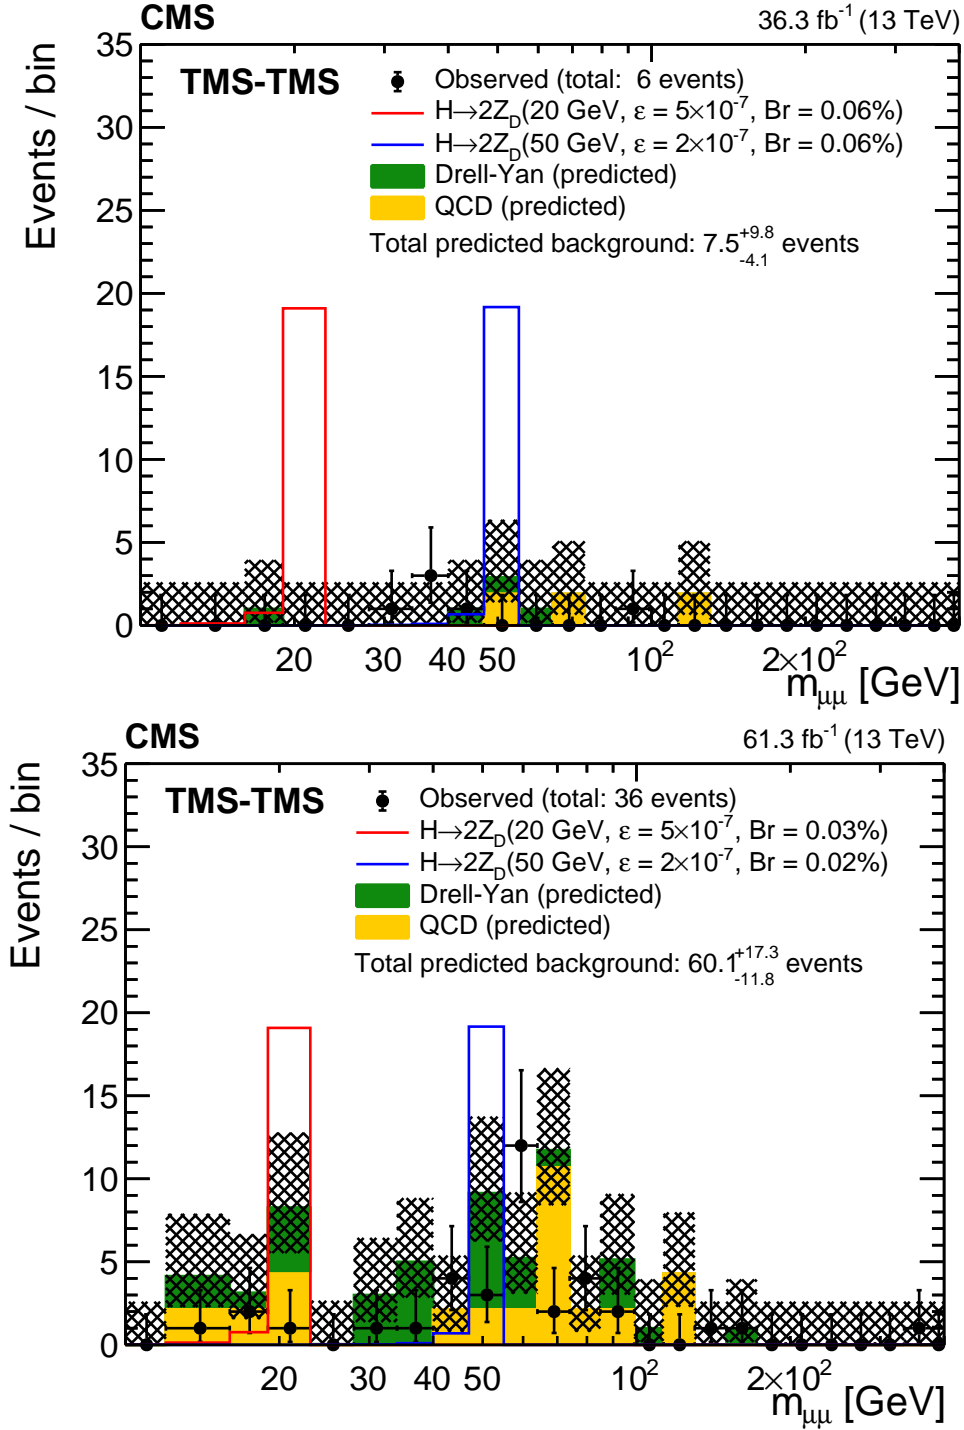 CMS 36.3 fb⁻¹ (13 TeV)
Events / bin
35
30
25
20
15
10
5
0
TMS-TMS
Observed (total: 6 events)
H→2Z_D(20 GeV, ε = 5×10⁻⁷, Br = 0.06%)
H→2Z_D(50 GeV, ε = 2×10⁻⁷, Br = 0.06%)
Drell-Yan (predicted)
QCD (predicted)
Total predicted background: 7.5 +9.8 -4.1 events
20 30 40 50 10² 2×10²
m_μμ [GeV]
CMS 61.3 fb⁻¹ (13 TeV)
Events / bin
35
30
25
20
15
10
5
0
TMS-TMS
Observed (total: 36 events)
H→2Z_D(20 GeV, ε = 5×10⁻⁷, Br = 0.03%)
H→2Z_D(50 GeV, ε = 2×10⁻⁷, Br = 0.02%)
Drell-Yan (predicted)
QCD (predicted)
Total predicted background: 60.1 +17.3 -11.8 events
20 30 40 50 10² 2×10²
m_μμ [GeV]